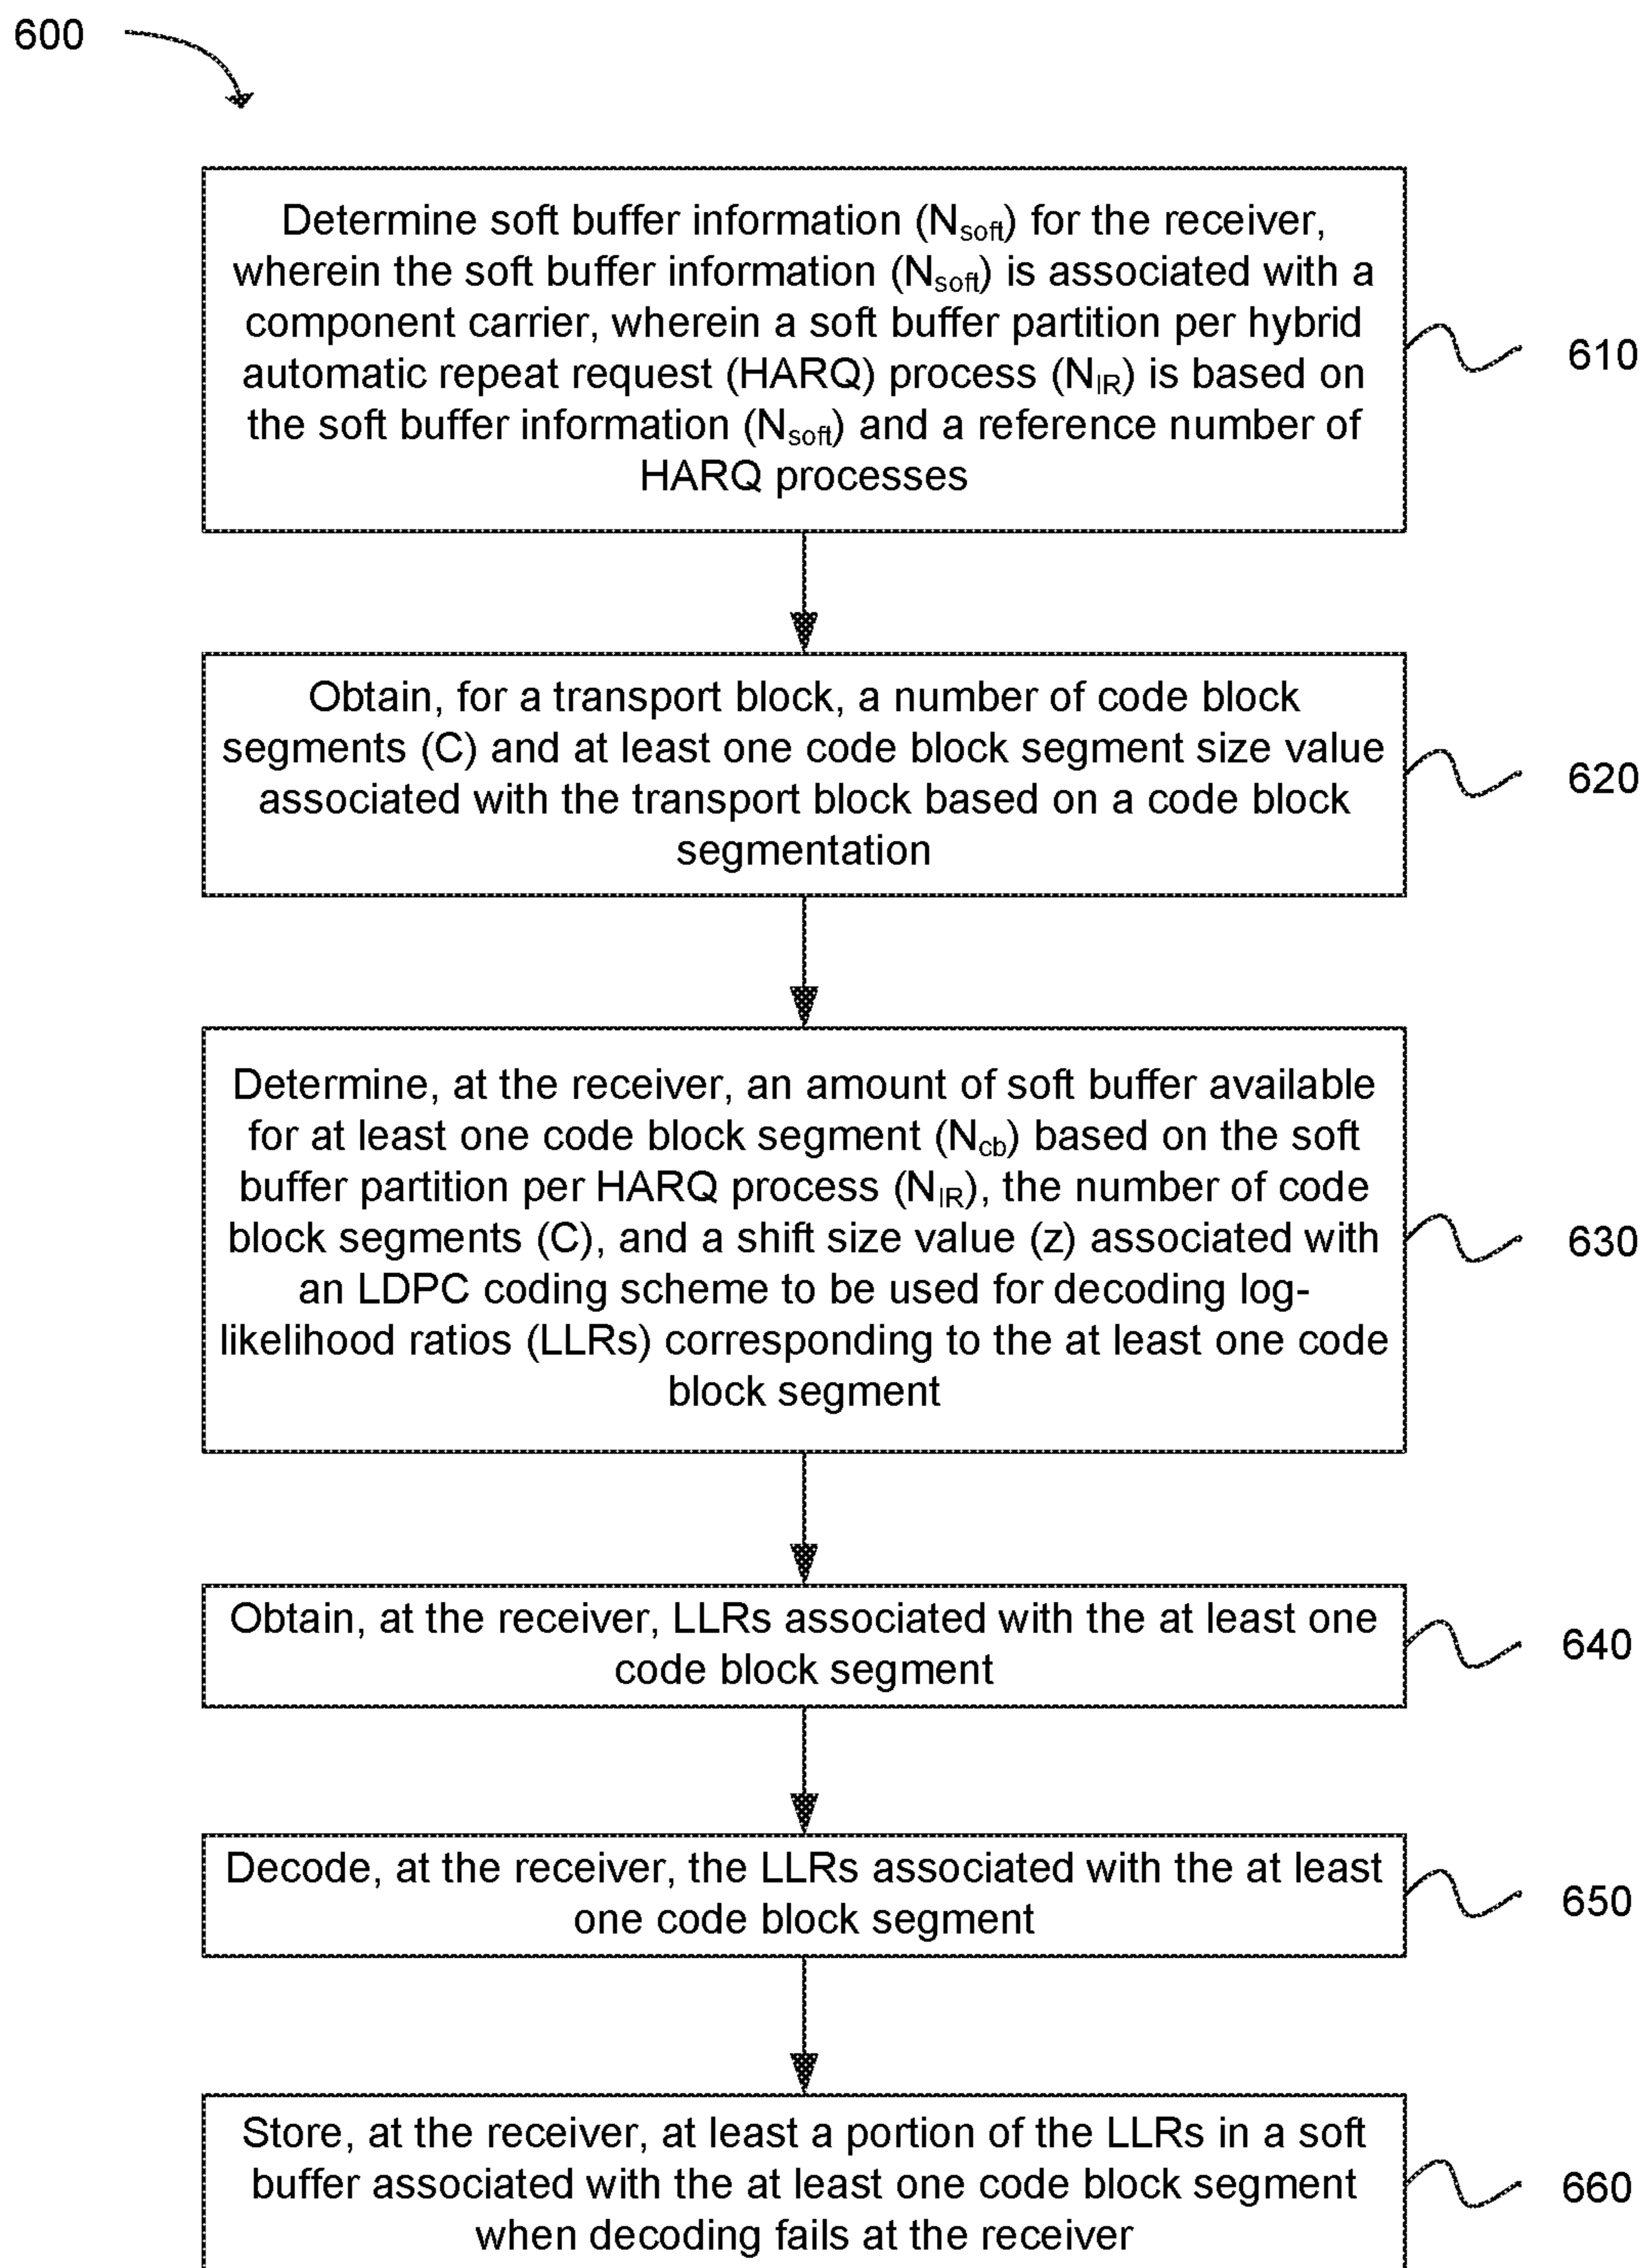 600
Determine soft buffer information (Nsoft) for the receiver,
wherein the soft buffer information (Nsoft) is associated with a
component carrier, wherein a soft buffer partition per hybrid
automatic repeat request (HARQ) process (NIR) is based on
the soft buffer information (Nsoft) and a reference number of
HARQ processes
610
Obtain, for a transport block, a number of code block
segments (C) and at least one code block segment size value
associated with the transport block based on a code block
segmentation
620
Determine, at the receiver, an amount of soft buffer available
for at least one code block segment (Ncb) based on the soft
buffer partition per HARQ process (NIR), the number of code
block segments (C), and a shift size value (z) associated with
an LDPC coding scheme to be used for decoding log-
likelihood ratios (LLRs) corresponding to the at least one code
block segment
630
Obtain, at the receiver, LLRs associated with the at least one
code block segment
640
Decode, at the receiver, the LLRs associated with the at least
one code block segment
650
Store, at the receiver, at least a portion of the LLRs in a soft
buffer associated with the at least one code block segment
when decoding fails at the receiver
660